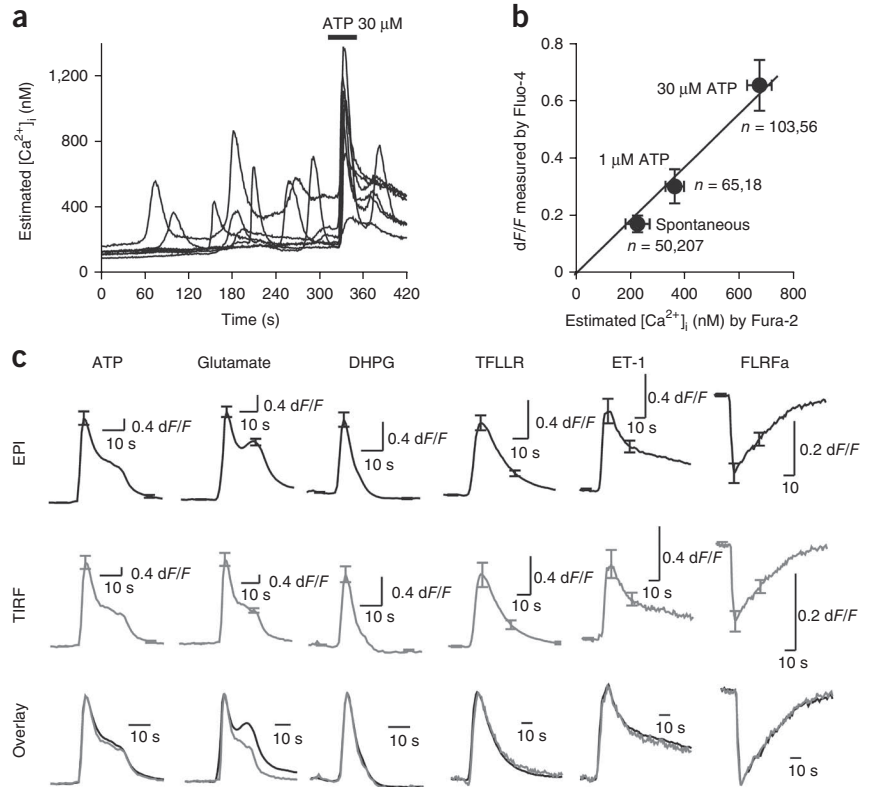 a
ATP 30 μM
1,200
800
400
0
Estimated [Ca²⁺]ᵢ (nM)
0 60 120 180 240 300 360 420
Time (s)
b
0.8
0.6
0.4
0.2
0
dF/F measured by Fluo-4
30 μM ATP
n = 103,56
1 μM ATP
n = 65,18
Spontaneous
n = 50,207
0 200 400 600 800
Estimated [Ca²⁺]ᵢ (nM) by Fura-2
c
ATP Glutamate DHPG TFLLR ET-1 FLRFa
EPI
0.4 dF/F
10 s
0.4 dF/F
10 s
0.4 dF/F
10 s
0.4 dF/F
10 s
0.4 dF/F
10 s
0.2 dF/F
10
TIRF
0.4 dF/F
10 s
0.4 dF/F
10 s
0.4 dF/F
10 s
0.4 dF/F
10 s
0.4 dF/F
10 s
0.2 dF/F
10 s
Overlay
10 s
10 s
10 s
10 s
10 s
10 s